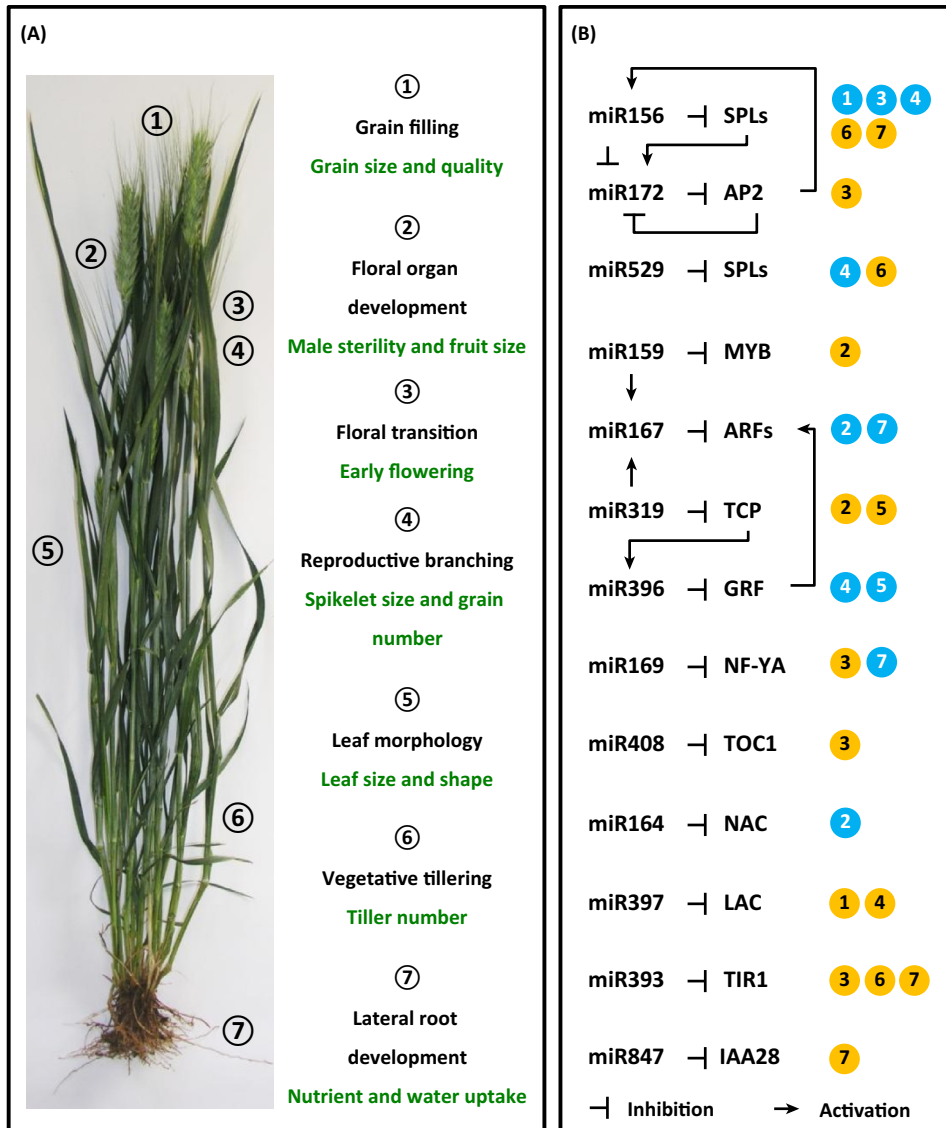 (A)
①
②
③
④
⑤
⑥
⑦
①
Grain filling
Grain size and quality
②
Floral organ
development
Male sterility and fruit size
③
Floral transition
Early flowering
④
Reproductive branching
Spikelet size and grain
number
⑤
Leaf morphology
Leaf size and shape
⑥
Vegetative tillering
Tiller number
⑦
Lateral root
development
Nutrient and water uptake
(B)
miR156 SPLs 1 3 4
6 7
miR172 AP2 3
miR529 SPLs 4 6
miR159 MYB 2
miR167 ARFs 2 7
miR319 TCP 2 5
miR396 GRF 4 5
miR169 NF-YA 3 7
miR408 TOC1 3
miR164 NAC 2
miR397 LAC 1 4
miR393 TIR1 3 6 7
miR847 IAA28 7
Inhibition Activation